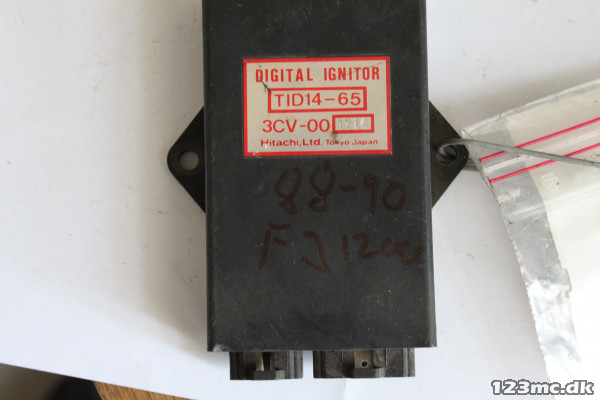 DIGITAL IGNITOR
TID14-65
3CV-00
Hitachi, Ltd. Tokyo Japan
88-90
FJ1200
123mc.dk